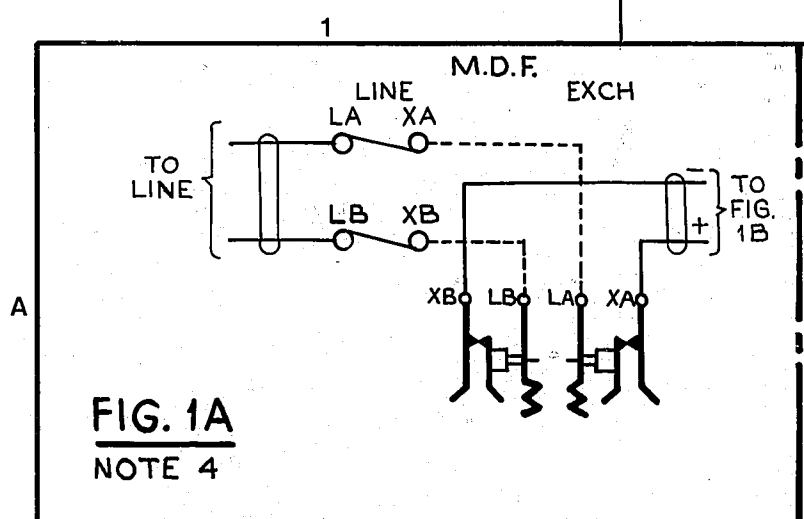 1
M.D.F.
LINE
EXCH
LA XA
TO
LINE
LB XB
-
+
TO
FIG.
1B
XB LB LA XA
A
FIG. 1A
NOTE 4